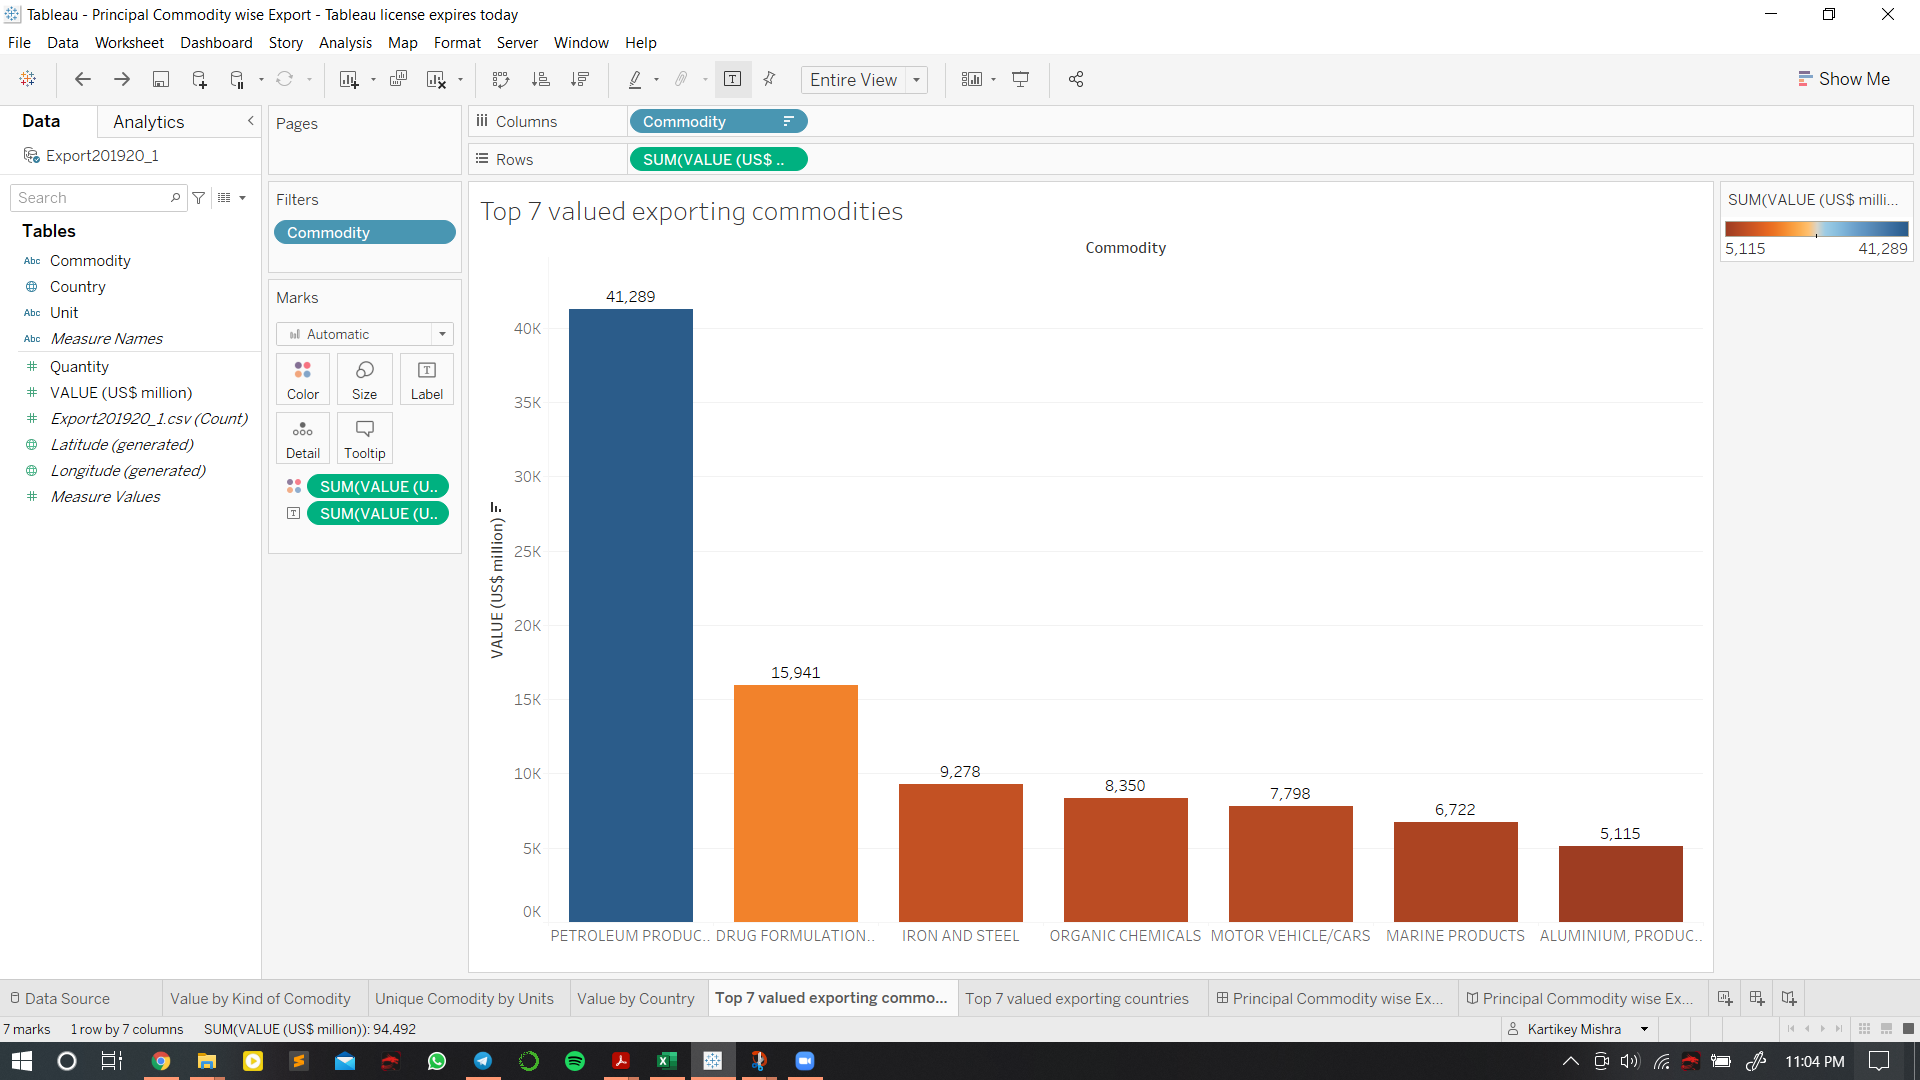 Tableau - Principal Commodity wise Export - Tableau license expires today
File Data Worksheet Dashboard Story Analysis Map Format Server Window Help
Entire View
Show Me
Data Analytics
Export201920_1
Search
Tables
Abc Commodity
Country
Abc Unit
Abc Measure Names
Quantity
VALUE (US$ million)
Export201920_1.csv (Count)
Latitude (generated)
Longitude (generated)
Measure Values
Pages
Filters
Commodity
Marks
Automatic
Color Size Label
Detail Tooltip
SUM(VALUE (U..
SUM(VALUE (U..
Columns Commodity
Rows SUM(VALUE (US$ ..
Top 7 valued exporting commodities
Commodity
VALUE (US$ million)
40K
35K
30K
25K
20K
15K
10K
5K
0K
41,289
15,941
9,278
8,350
7,798
6,722
5,115
PETROLEUM PRODUC.. DRUG FORMULATION.. IRON AND STEEL ORGANIC CHEMICALS MOTOR VEHICLE/CARS MARINE PRODUCTS ALUMINIUM, PRODUC..
SUM(VALUE (US$ milli...
5,115 41,289
Data Source Value by Kind of Comodity Unique Comodity by Units Value by Country Top 7 valued exporting commo... Top 7 valued exporting countries Principal Commodity wise Ex... Principal Commodity wise Ex...
7 marks 1 row by 7 columns SUM(VALUE (US$ million)): 94,492
Kartikey Mishra
11:04 PM